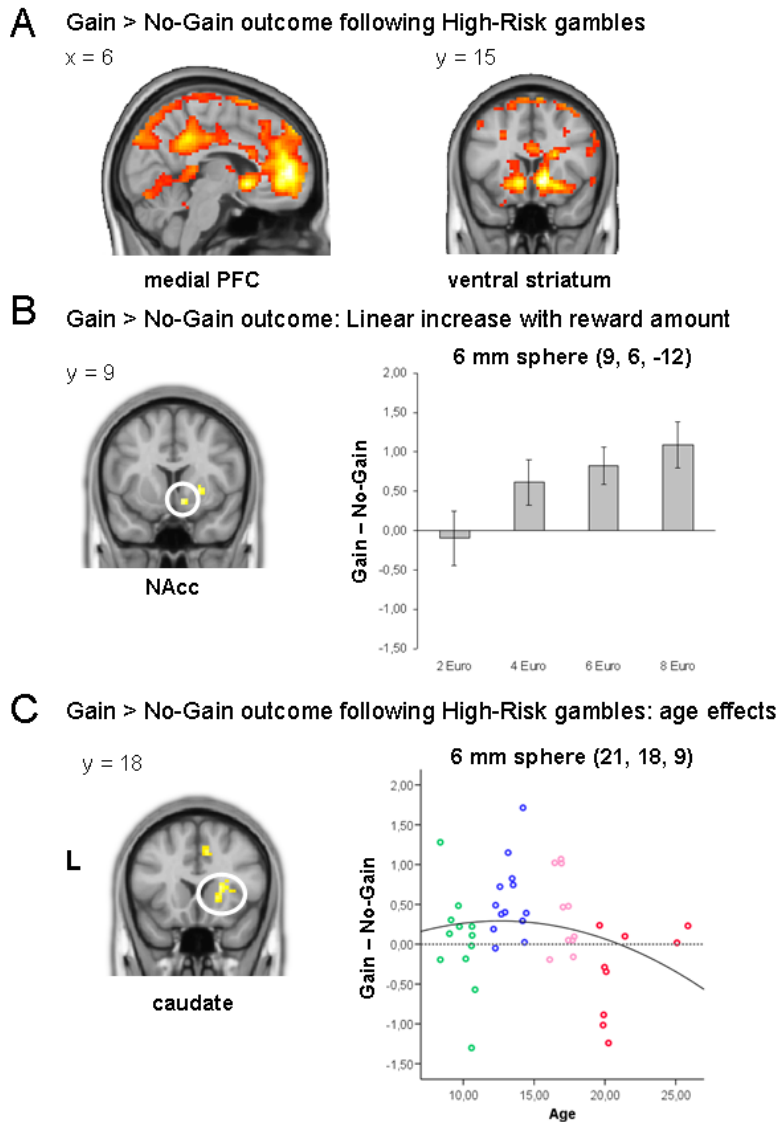 A Gain > No-Gain outcome following High-Risk gambles
x = 6
y = 15
medial PFC
ventral striatum
B Gain > No-Gain outcome: Linear increase with reward amount
y = 9
NAcc
6 mm sphere (9, 6, -12)
Gain – No-Gain
2,00
1,50
1,00
0,50
0,00
-0,50
-1,00
-1,50
2 Euro 4 Euro 6 Euro 8 Euro
C Gain > No-Gain outcome following High-Risk gambles: age effects
y = 18
L
caudate
6 mm sphere (21, 18, 9)
Gain – No-Gain
2,00
1,50
1,00
0,50
0,00
-0,50
-1,00
-1,50
10,00 15,00 20,00 25,00
Age